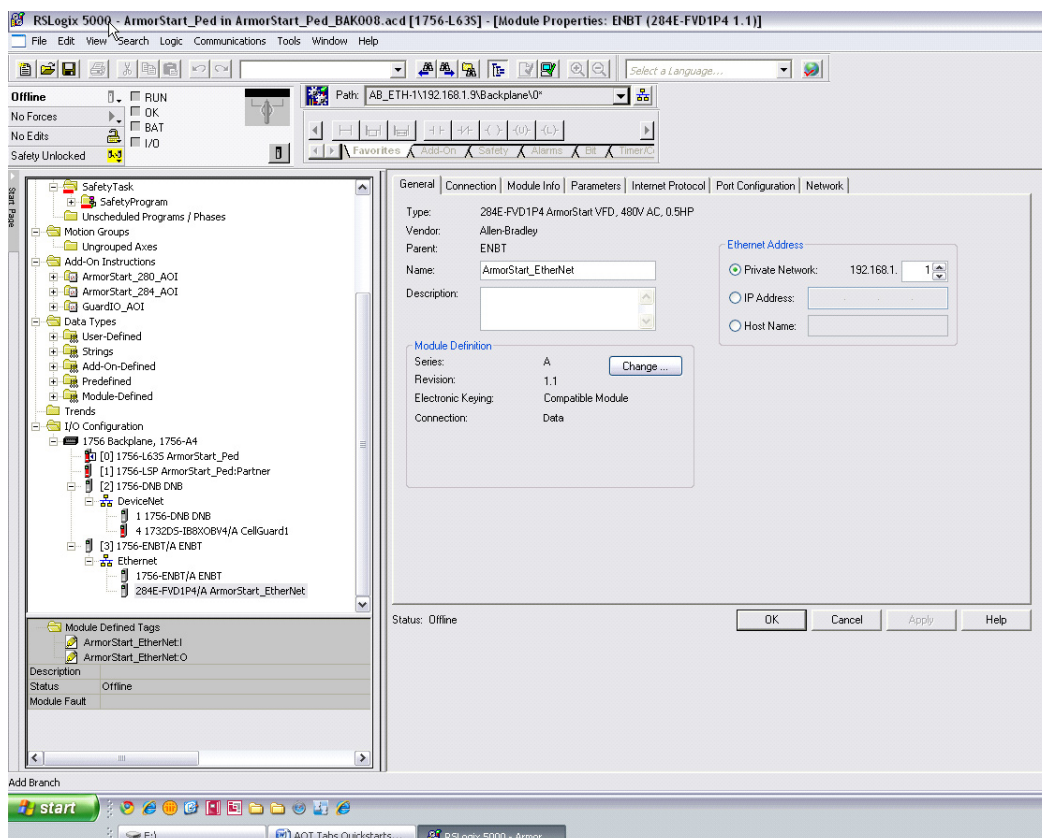 RSLogix 5000 - ArmorStart_Ped in ArmorStart_Ped_BAK008.acd [1756-L63S] - [Module Properties: ENBT (284E-FVD1P4 1.1)]
File Edit View Search Logic Communications Tools Window Help
Select a Language...
Offline
RUN
Path: AB_ETH-1\192.168.1.9\Backplane\0*
No Forces
OK
No Edits
BAT
I/O
Safety Unlocked
Favorites Add-On Safety Alarms Bit Timer/C
Start Page
SafetyTask
SafetyProgram
Unscheduled Programs / Phases
Motion Groups
Ungrouped Axes
Add-On Instructions
ArmorStart_280_AOI
ArmorStart_284_AOI
GuardIO_AOI
Data Types
User-Defined
Strings
Add-On-Defined
Predefined
Module-Defined
Trends
I/O Configuration
1756 Backplane, 1756-A4
[0] 1756-L63S ArmorStart_Ped
[1] 1756-LSP ArmorStart_Ped:Partner
[2] 1756-DNB DNB
DeviceNet
1 1756-DNB DNB
4 1732DS-IB8XOBV4/A CellGuard1
[3] 1756-ENBT/A ENBT
Ethernet
1756-ENBT/A ENBT
284E-FVD1P4/A ArmorStart_EtherNet
Module Defined Tags
ArmorStart_EtherNet:I
ArmorStart_EtherNet:O
Description
Status Offline
Module Fault
General Connection Module Info Parameters Internet Protocol Port Configuration Network
Type: 284E-FVD1P4 ArmorStart VFD, 480V AC, 0.5HP
Vendor: Allen-Bradley
Parent: ENBT
Name: ArmorStart_EtherNet
Description:
Ethernet Address
Private Network: 192.168.1. 1
IP Address:
Host Name:
Module Definition
Series: A Change ...
Revision: 1.1
Electronic Keying: Compatible Module
Connection: Data
Status: Offline OK Cancel Apply Help
Add Branch
start
F:\ AOT Tabs Quickstarts... RSLogix 5000 - Armor...